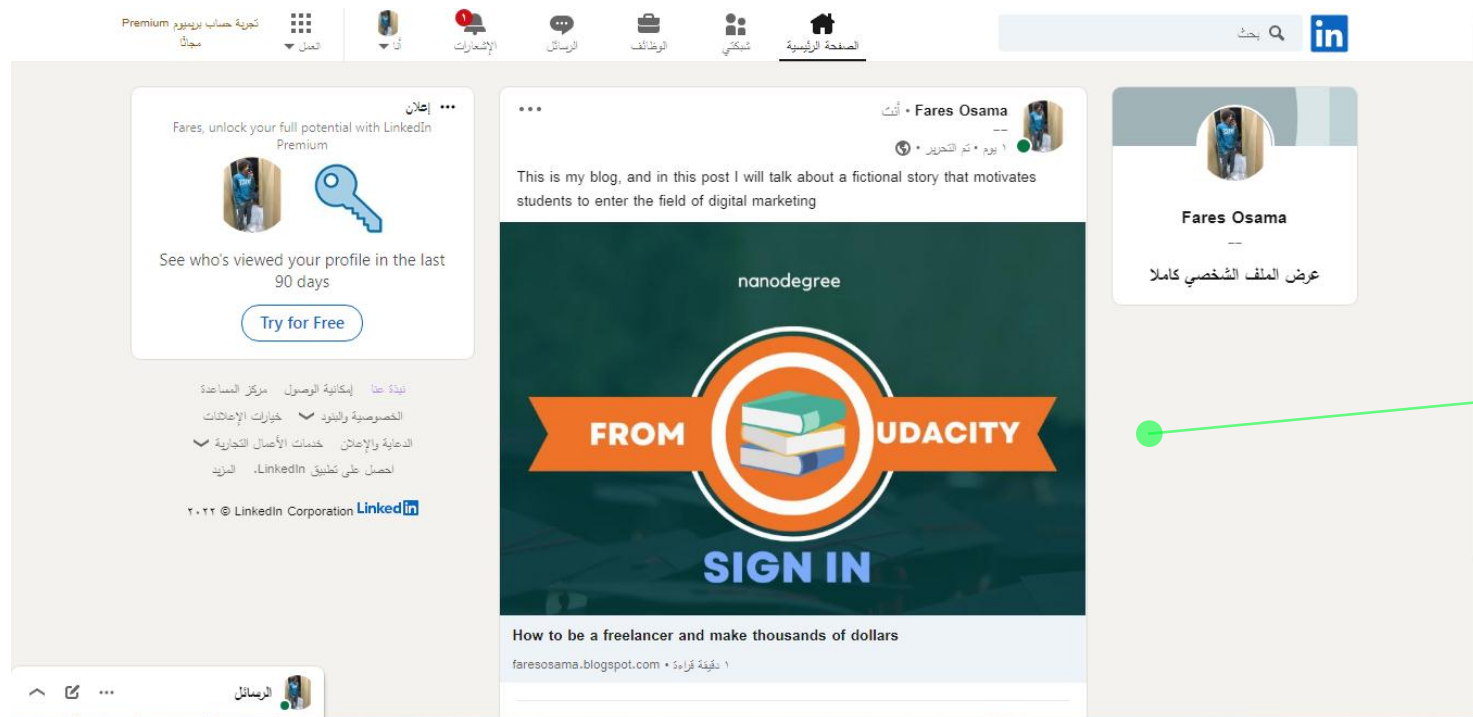 in
بحث
الصفحة الرئيسية
شبكتي
الوظائف
الرسائل
١
الإشعارات
أنا
العمل
تجربة حساب بريميوم Premium
مجانًا
Fares Osama
--
عرض الملف الشخصي كاملا
Fares Osama • أنت
--
١ يوم • تم التحرير •
This is my blog, and in this post I will talk about a fictional story that motivates
students to enter the field of digital marketing
nanodegree
FROM UDACITY
SIGN IN
How to be a freelancer and make thousands of dollars
faresosama.blogspot.com • ١ دقيقة قراءة
إعلان
Fares, unlock your full potential with LinkedIn
Premium
See who's viewed your profile in the last
90 days
Try for Free
نبذة عنا إمكانية الوصول مركز المساعدة
الخصوصية والبنود خيارات الإعلانات
الدعاية والإعلان خدمات الأعمال التجارية
احصل على تطبيق LinkedIn، المزيد
LinkedIn LinkedIn Corporation © ٢٠٢٢
الرسائل